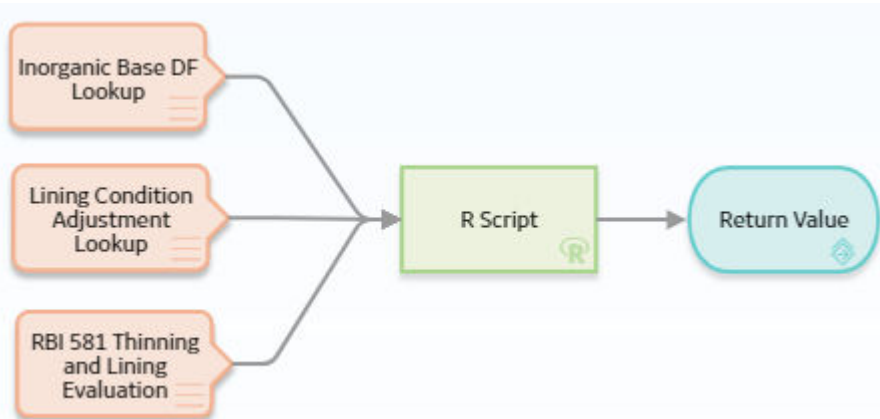 Inorganic Base DF
Lookup
Lining Condition
Adjustment
Lookup
RBI 581 Thinning
and Lining
Evaluation
R Script
R
Return Value